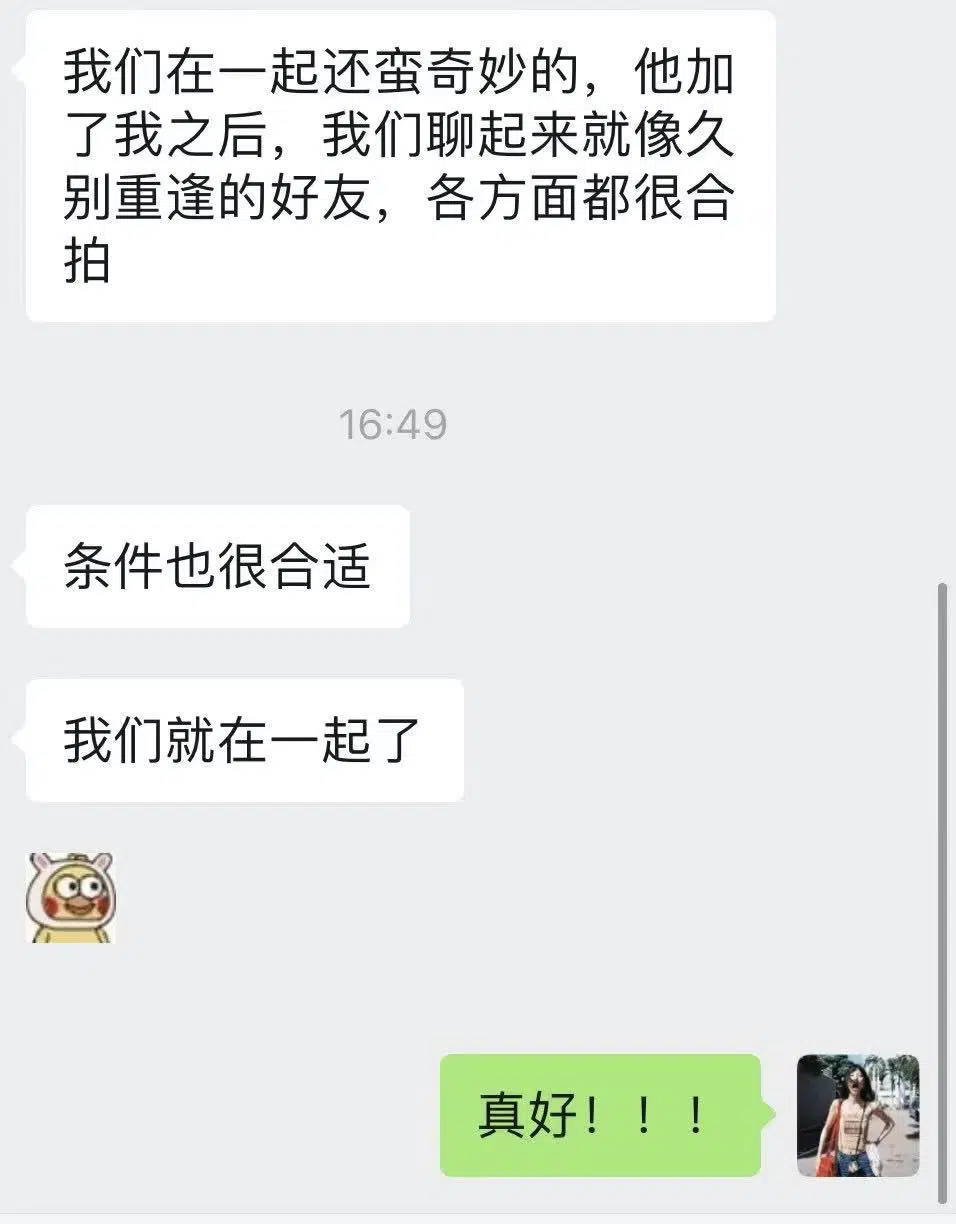 我们在一起还蛮奇妙的，他加
了我之后，我们聊起来就像久
别重逢的好友，各方面都很合
拍
16:49
条件也很合适
我们就在一起了
真好！！！